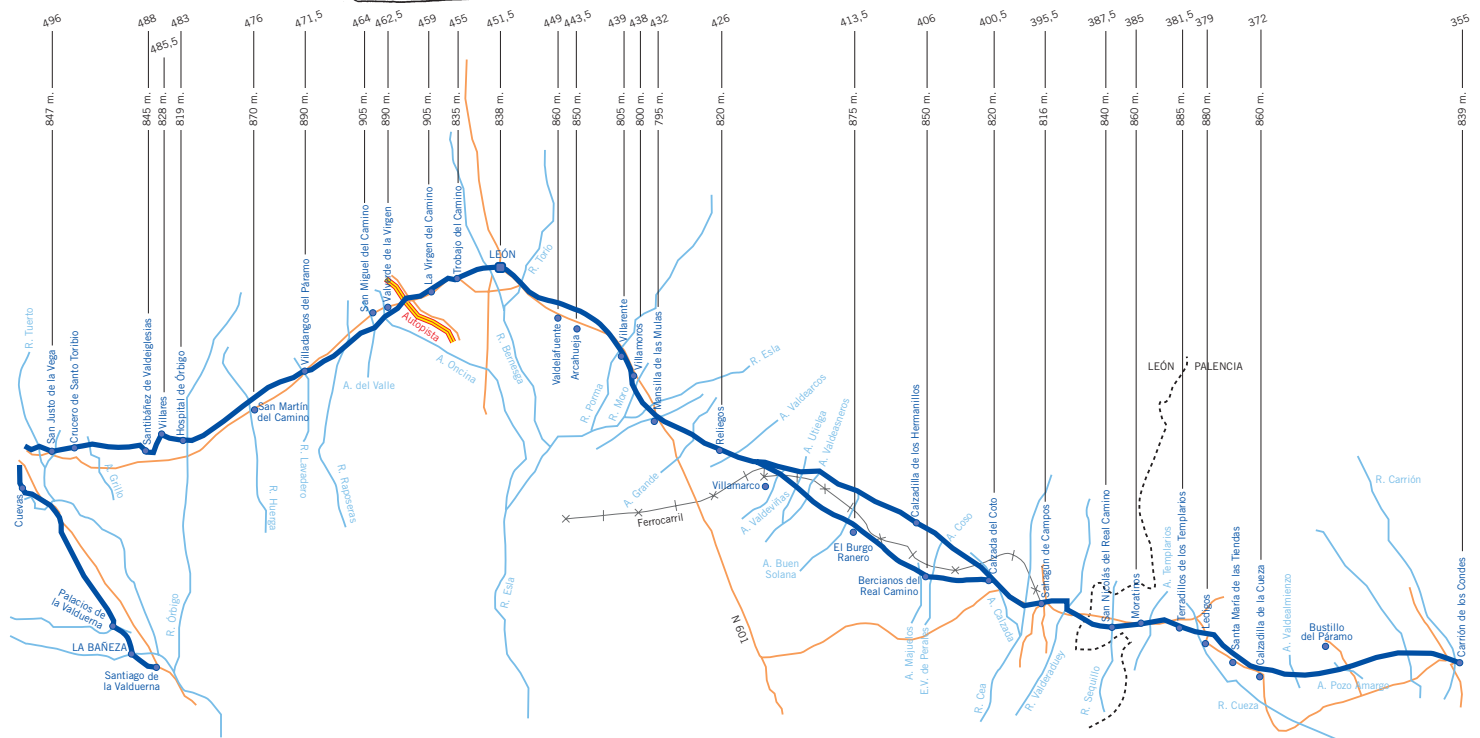 496
488
485,5
483
476
471,5
464
462,5
459
455
451,5
449
443,5
439
438
432
426
413,5
406
400,5
395,5
387,5
385
381,5
379
372
355
847 m.
845 m.
828 m.
819 m.
870 m.
890 m.
905 m.
890 m.
905 m.
835 m.
838 m.
860 m.
850 m.
805 m.
800 m.
795 m.
820 m.
875 m.
850 m.
820 m.
816 m.
840 m.
860 m.
885 m.
880 m.
860 m.
839 m.
R. Tuerto
San Justo de la Vega
Crucero de Santo Toribio
A. Grillo
Santibáñez de Valdeiglesias
Villares
Hospital de Órbigo
San Martín
del Camino
R. Huerga
Villadangos del Páramo
R. Lavadero
R. Raposeras
San Miguel del Camino
A. del Valle
Valverde de la Virgen
Autopista
La Virgen del Camino
A. Oncina
Trobajo del Camino
LEÓN
R. Bernesga
R. Torío
Valdelafuente
Arcahueja
Villarente
Villamoros
Mansilla de las Mulas
R. Porma
R. Moro
R. Esla
A. Grande
Ferrocarril
R. Esla
Reliegos
A. Valdearcos
A. Utielga
A. Valdeasneros
Villamarco
A. Valdeviñas
A. Buen
Solana
N 601
El Burgo
Ranero
Calzadilla de los Hermanillos
Bercianos del
Real Camino
A. Coso
A. Majuelos
E.V. de Perales
Calzada del Coto
A. Calzada
R. Cea
Sahagún de Campos
R. Valderaduey
LEÓN
PALENCIA
San Nicolás del Real Camino
R. Sequillo
Moratinos
A. Templarios
Terradillos de los Templarios
Ledigos
Santa María de las Tiendas
Calzadilla de la Cueza
R. Cueza
A. Valdealmienzo
Bustillo
del Páramo
A. Pozo Amargo
R. Carrión
Carrión de los Condes
Cuevas
Palacios de
la Valduerna
LA BAÑEZA
Santiago de
la Valduerna
R. Órbigo